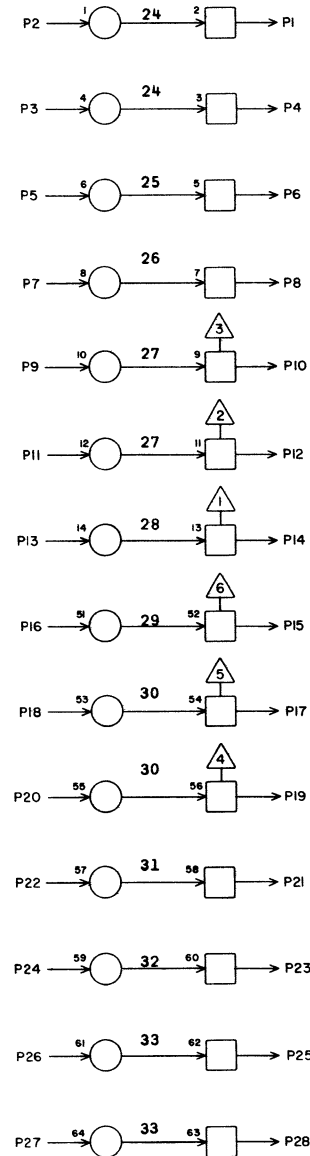 P2 1 24 2 P1
P3 4 24 3 P4
P5 6 25 5 P6
P7 8 26 7 P8
3
P9 10 27 9 P10
2
P11 12 27 11 P12
1
P13 14 28 13 P14
6
P16 51 29 52 P15
5
P18 53 30 54 P17
4
P20 55 30 56 P19
P22 57 31 58 P21
P24 59 32 60 P23
P26 61 33 62 P25
P27 64 33 63 P28